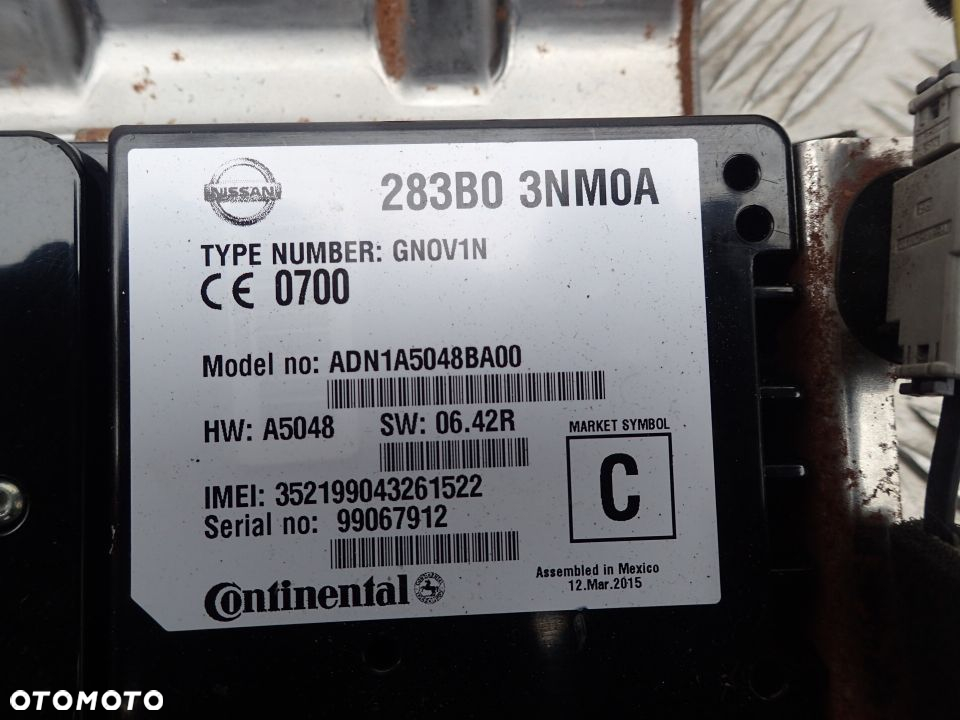 NISSAN
283B0 3NM0A
TYPE NUMBER: GNOV1N
CE 0700
Model no: ADN1A5048BA00
HW: A5048 SW: 06.42R
MARKET SYMBOL
C
IMEI: 352199043261522
Serial no: 99067912
Assembled in Mexico
12.Mar.2015
Continental
OTOMOTO